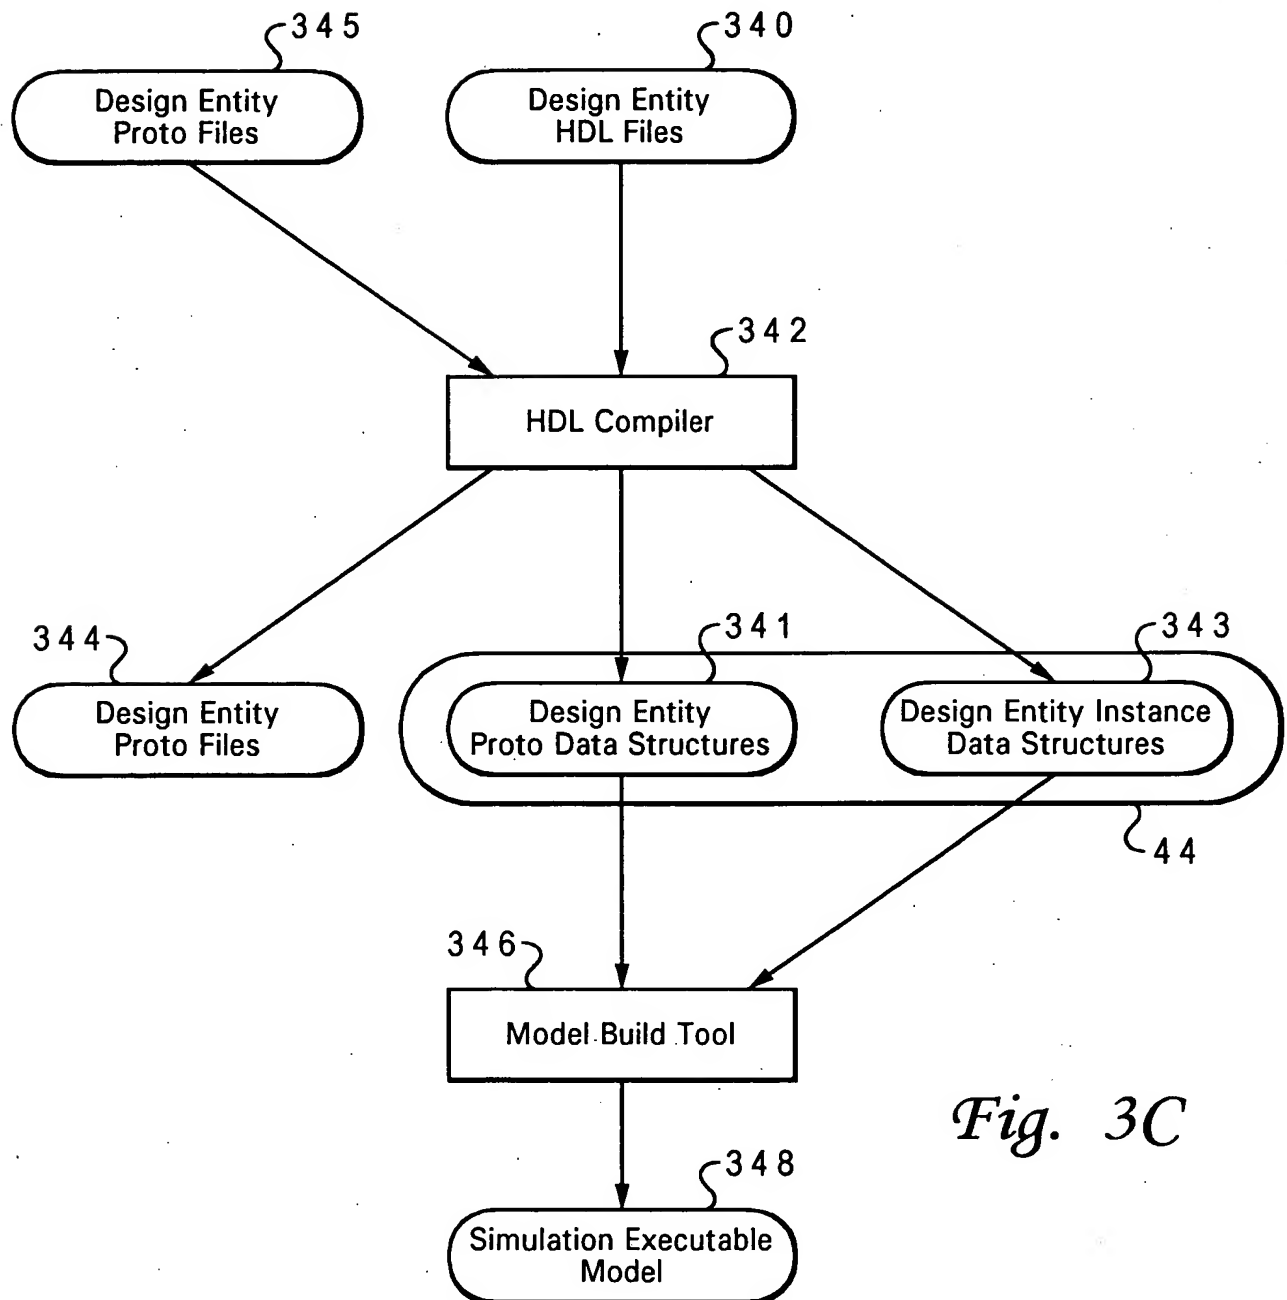 345
340
Design Entity
Proto Files
Design Entity
HDL Files
342
HDL Compiler
344
341
343
Design Entity
Proto Files
Design Entity
Proto Data Structures
Design Entity Instance
Data Structures
44
346
Model Build Tool
Fig. 3C
348
Simulation Executable
Model